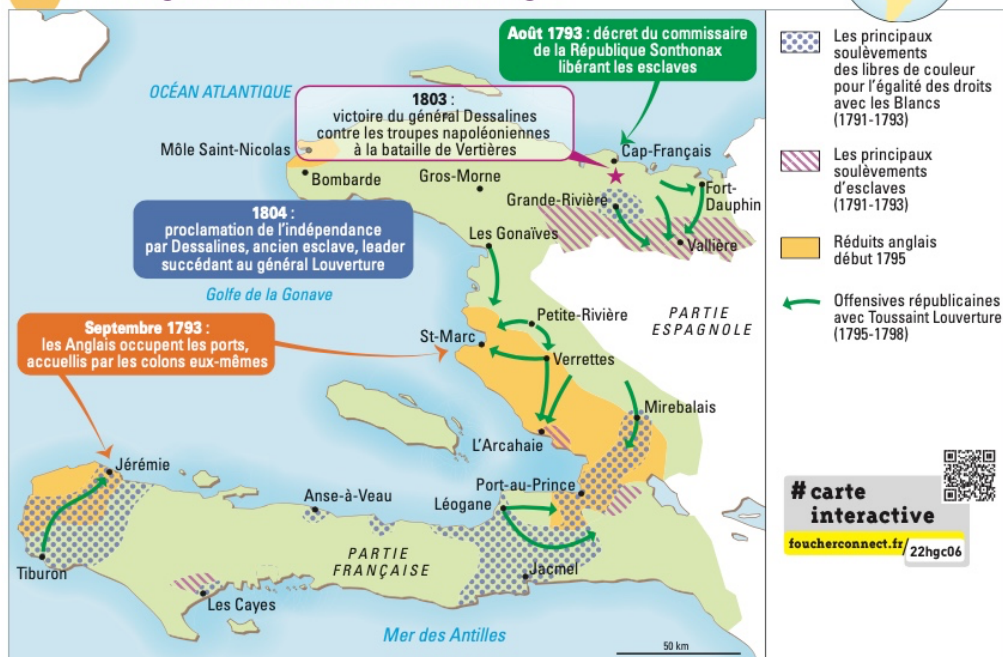 Août 1793 : décret du commissaire
de la République Sonthonax
libérant les esclaves
OCÉAN ATLANTIQUE
1803 :
victoire du général Dessalines
contre les troupes napoléoniennes
à la bataille de Vertières
Môle Saint-Nicolas
Bombarde
Gros-Morne
Cap-Français
Grande-Rivière
Fort-
Dauphin
Vallière
1804 :
proclamation de l'indépendance
par Dessalines, ancien esclave, leader
succédant au général Louverture
Les Gonaïves
Golfe de la Gonave
PARTIE
ESPAGNOLE
Septembre 1793 :
les Anglais occupent les ports,
accueillis par les colons eux-mêmes
St-Marc
Petite-Rivière
Verrettes
Mirebalais
L'Arcahaie
Jérémie
Anse-à-Veau
Port-au-Prince
Léogane
PARTIE
FRANÇAISE
Tiburon
Jacmel
Les Cayes
Mer des Antilles
50 km
Les principaux
soulèvements
des libres de couleur
pour l'égalité des droits
avec les Blancs
(1791-1793)
Les principaux
soulèvements
d'esclaves
(1791-1793)
Réduits anglais
début 1795
Offensives républicaines
avec Toussaint Louverture
(1795-1798)
# carte
interactive
foucherconnect.fr/22hgc06